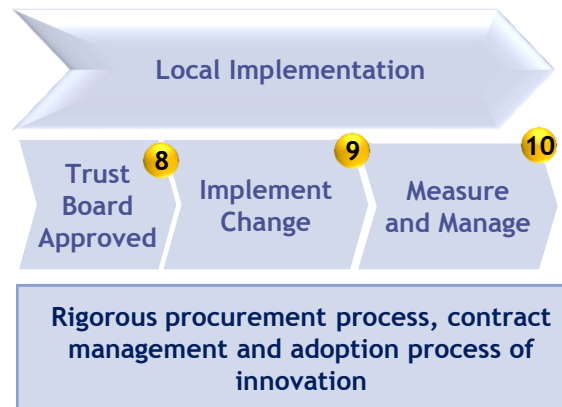 Local Implementation
8
9
10
Trust
Board
Approved
Implement
Change
Measure
and Manage
Rigorous procurement process, contract
management and adoption process of
innovation